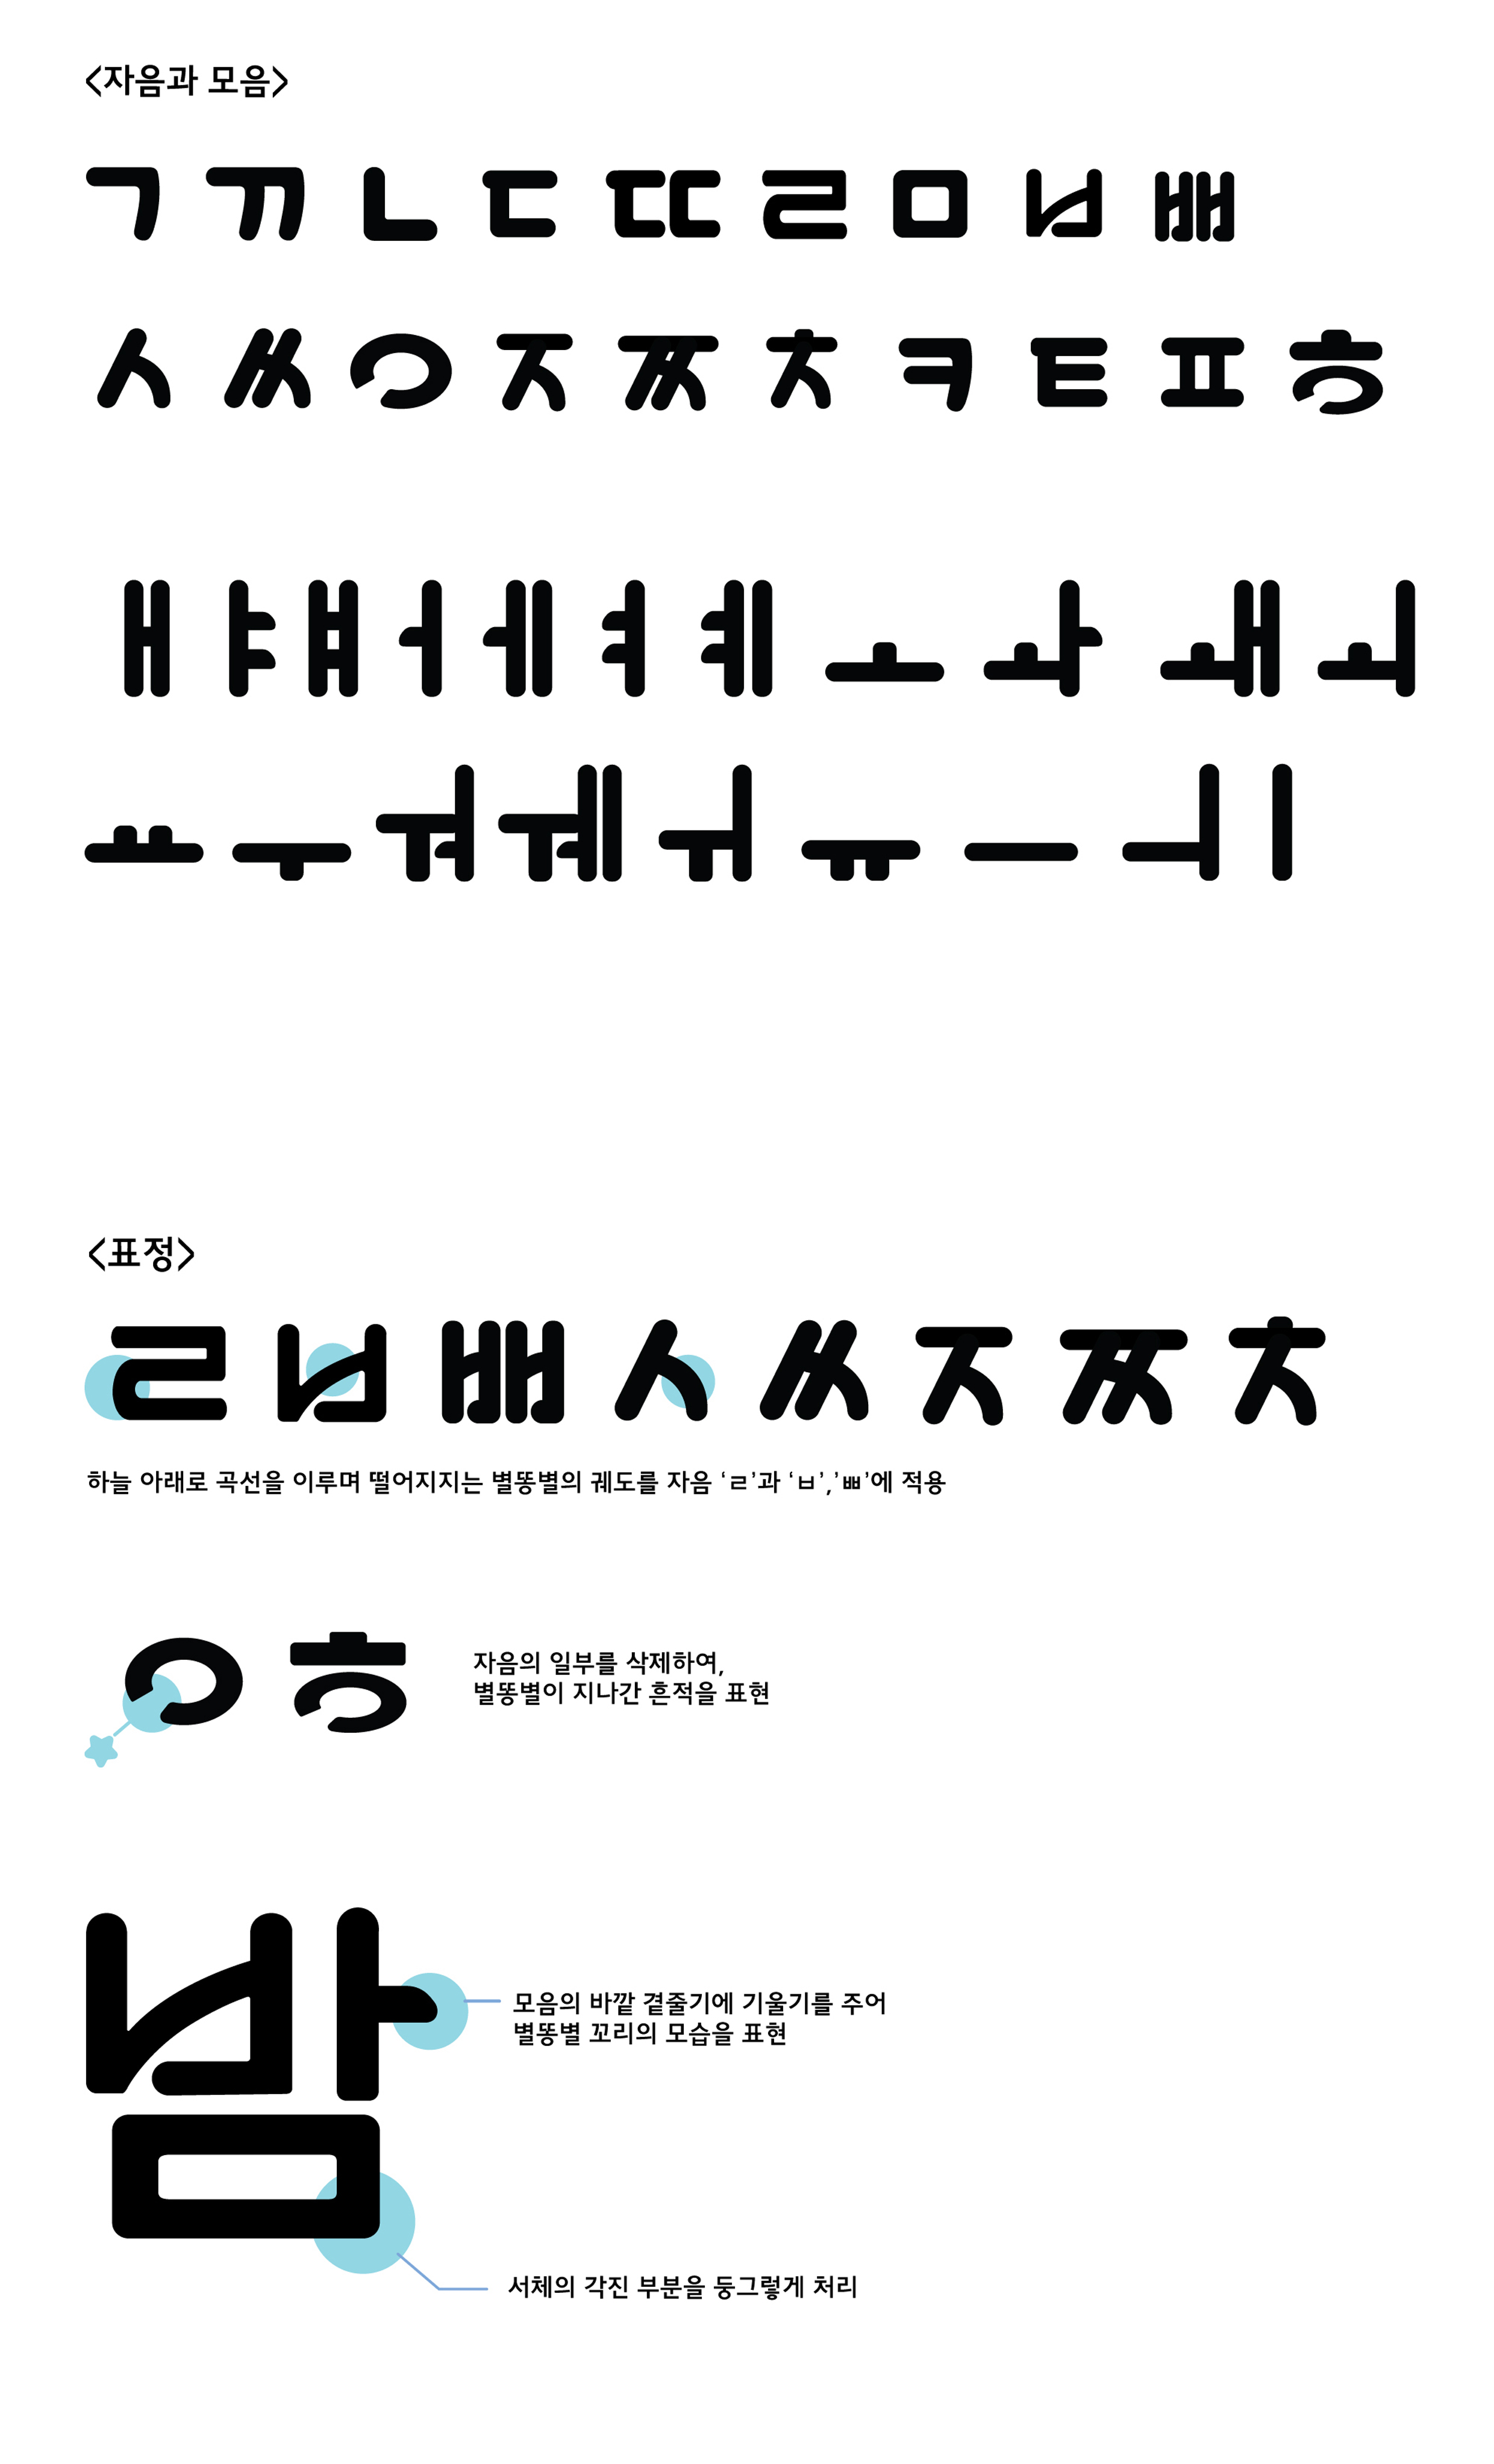 <자음과 모음>
ㄱ ㄲ ㄴ ㄷ ㄸ ㄹ ㅁ ㅂ ㅃ
ㅅ ㅆ ㅇ ㅈ ㅉ ㅊ ㅋ ㅌ ㅍ ㅎ
ㅐ ㅑ ㅒ ㅓ ㅔ ㅕ ㅖ ㅗ ㅘ ㅙ ㅚ
ㅛ ㅜ ㅝ ㅞ ㅟ ㅠ ㅡ ㅢ ㅣ
<표정>
ㄹ ㅂ ㅃ ㅅ ㅆ ㅈ ㅉ ㅊ
하늘 아래로 곡선을 이루며 떨어지지는 별똥별의 궤도를 자음 ‘ㄹ’과 ‘ㅂ’,‘ㅃ’에 적용
ㅇ ㅎ
자음의 일부를 삭제하여,
별똥별이 지나간 흔적을 표현
밤
모음의 바깥 곁줄기에 기울기를 주어
별똥별 꼬리의 모습을 표현
서체의 각진 부분을 둥그렇게 처리